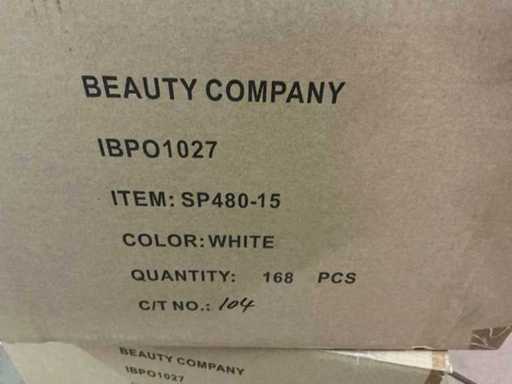 BEAUTY COMPANY
IBPO1027
ITEM: SP480-15
COLOR: WHITE
QUANTITY: 168 PCS
C/T NO.: 104
BEAUTY COMPANY
IBPO1027